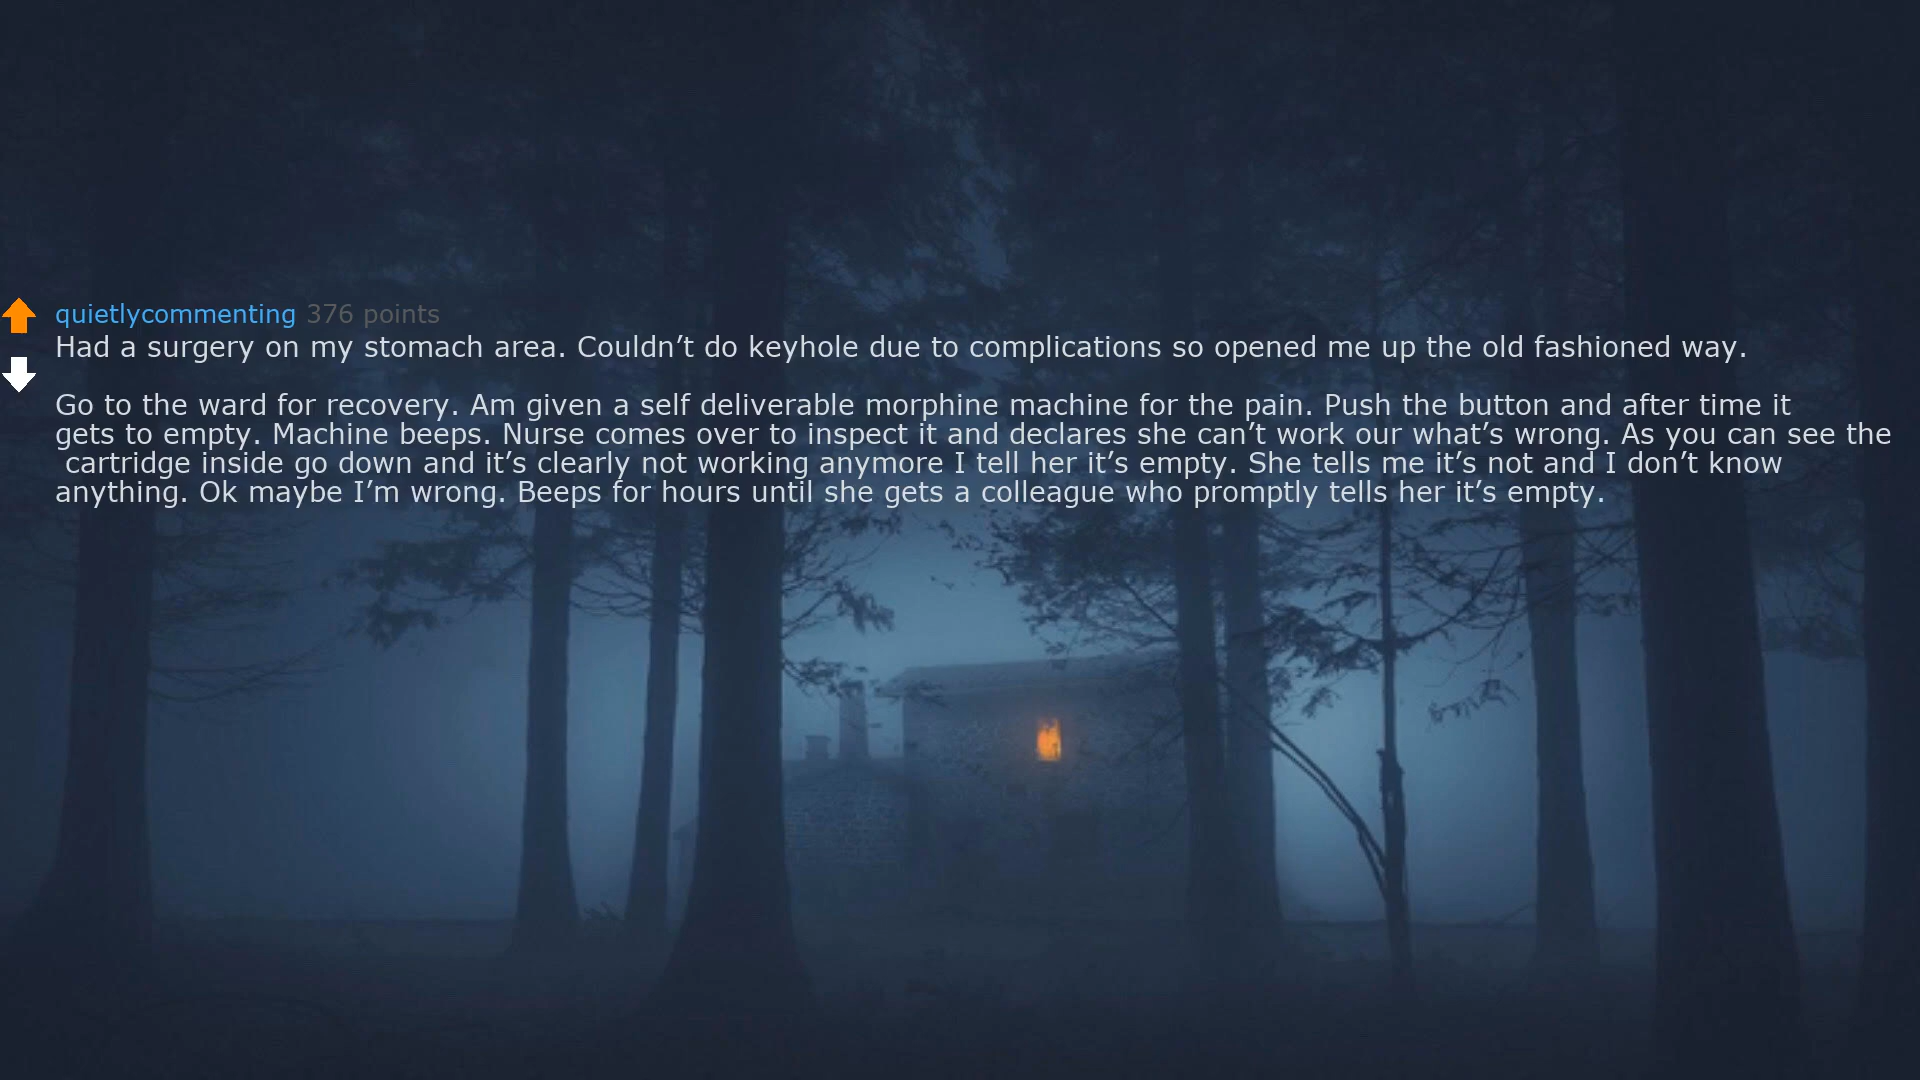 quietlycommenting 376 points
Had a surgery on my stomach area. Couldn’t do keyhole due to complications so opened me up the old fashioned way.
Go to the ward for recovery. Am given a self deliverable morphine machine for the pain. Push the button and after time it
gets to empty. Machine beeps. Nurse comes over to inspect it and declares she can’t work our what’s wrong. As you can see the
cartridge inside go down and it’s clearly not working anymore I tell her it’s empty. She tells me it’s not and I don’t know
anything. Ok maybe I’m wrong. Beeps for hours until she gets a colleague who promptly tells her it’s empty.